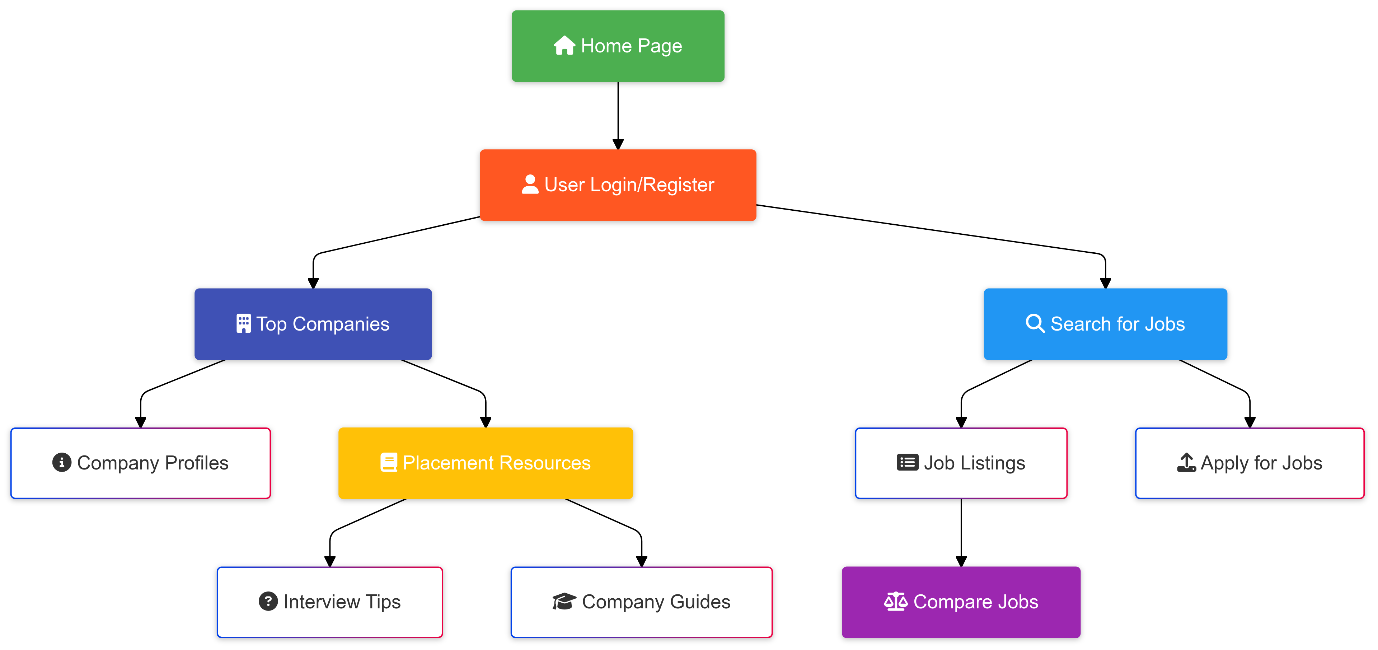 Home Page
User Login/Register
Top Companies
Search for Jobs
Company Profiles
Placement Resources
Job Listings
Apply for Jobs
Interview Tips
Company Guides
Compare Jobs